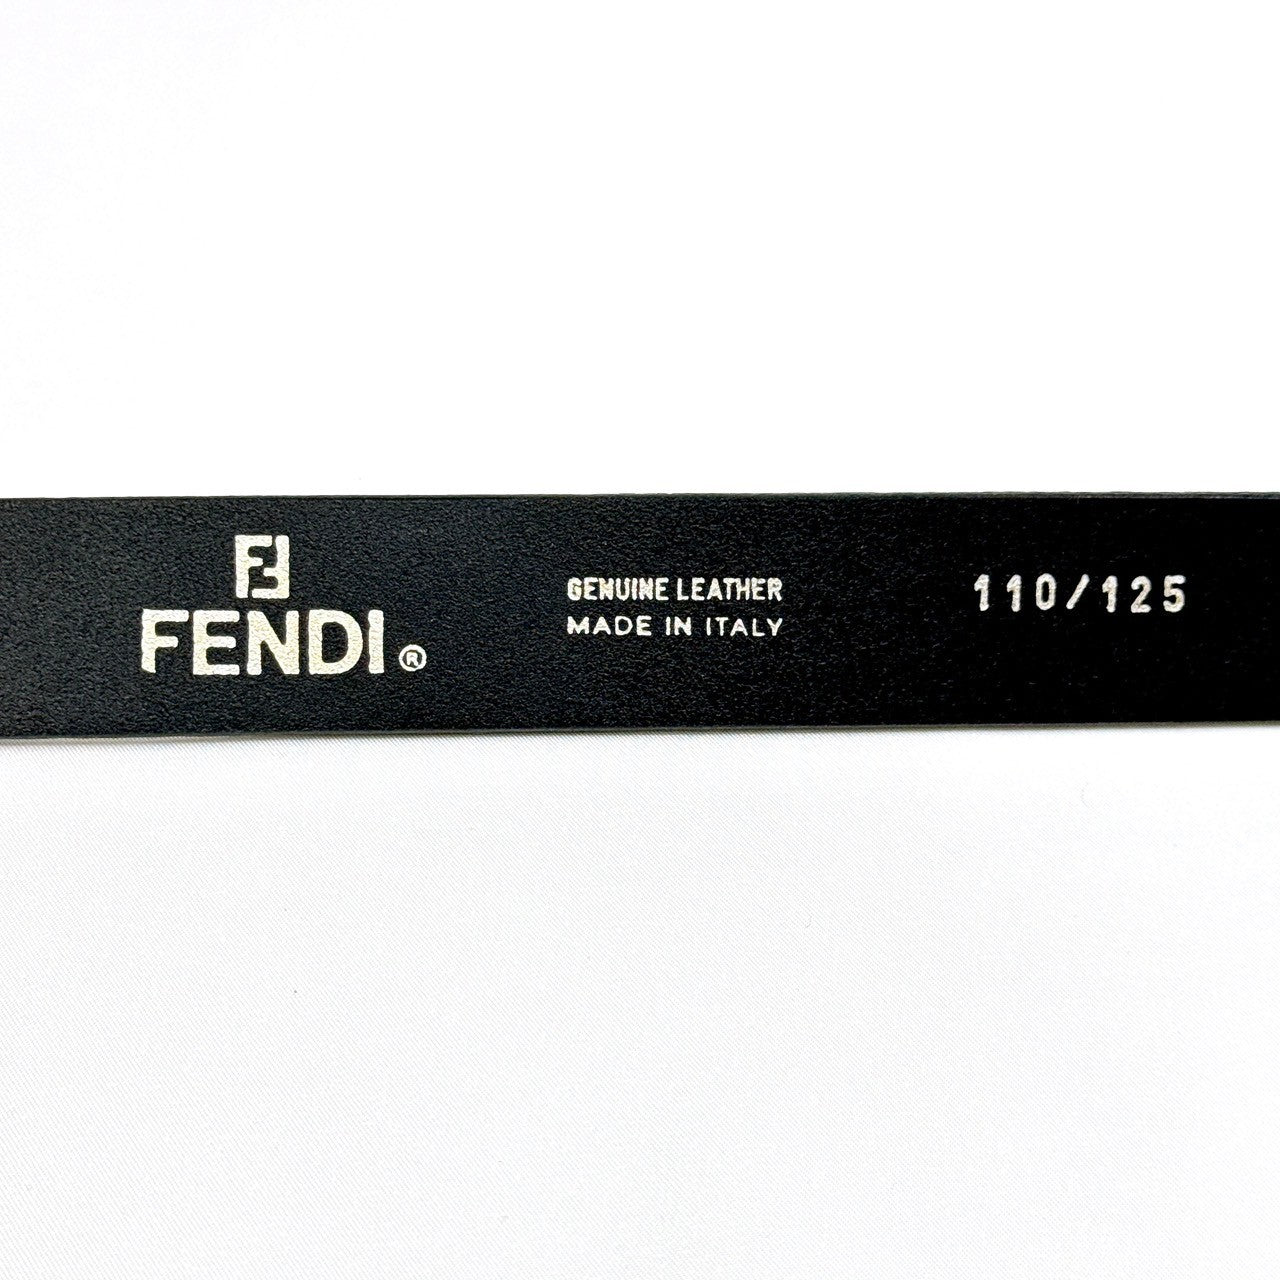 FENDI®
GENUINE LEATHER
MADE IN ITALY
110/125